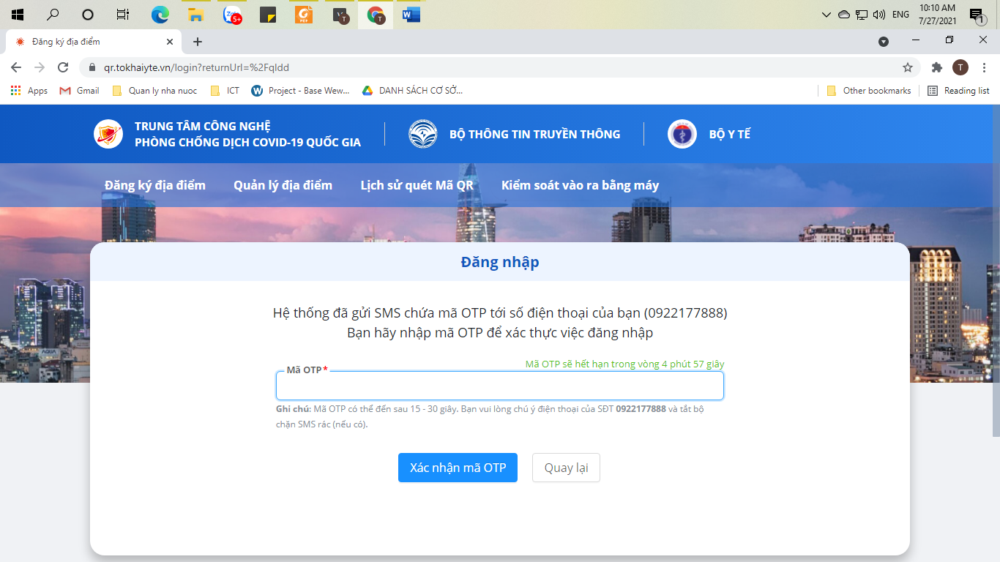 10:10 AM
ENG
7/27/2021
5+
PDF
T
T
1
Đăng ký địa điểm
qr.tokhaiyte.vn/login?returnUrl=%2Fqldd
T
Apps
Gmail
Quan ly nha nuoc
ICT
Project - Base Wew...
DANH SÁCH CƠ SỞ...
Other bookmarks
Reading list
TRUNG TÂM CÔNG NGHỆ
PHÒNG CHỐNG DỊCH COVID-19 QUỐC GIA
BỘ THÔNG TIN TRUYỀN THÔNG
BỘ Y TẾ
Đăng ký địa điểm
Quản lý địa điểm
Lịch sử quét Mã QR
Kiểm soát vào ra bằng máy
Đăng nhập
Hệ thống đã gửi SMS chứa mã OTP tới số điện thoại của bạn (0922177888)
Bạn hãy nhập mã OTP để xác thực việc đăng nhập
Mã OTP sẽ hết hạn trong vòng 4 phút 57 giây
Mã OTP*
Ghi chú: Mã OTP có thể đến sau 15 - 30 giây. Bạn vui lòng chú ý điện thoại của SĐT 0922177888 và tắt bộ
chặn SMS rác (nếu có).
Xác nhận mã OTP
Quay lại
AQUA